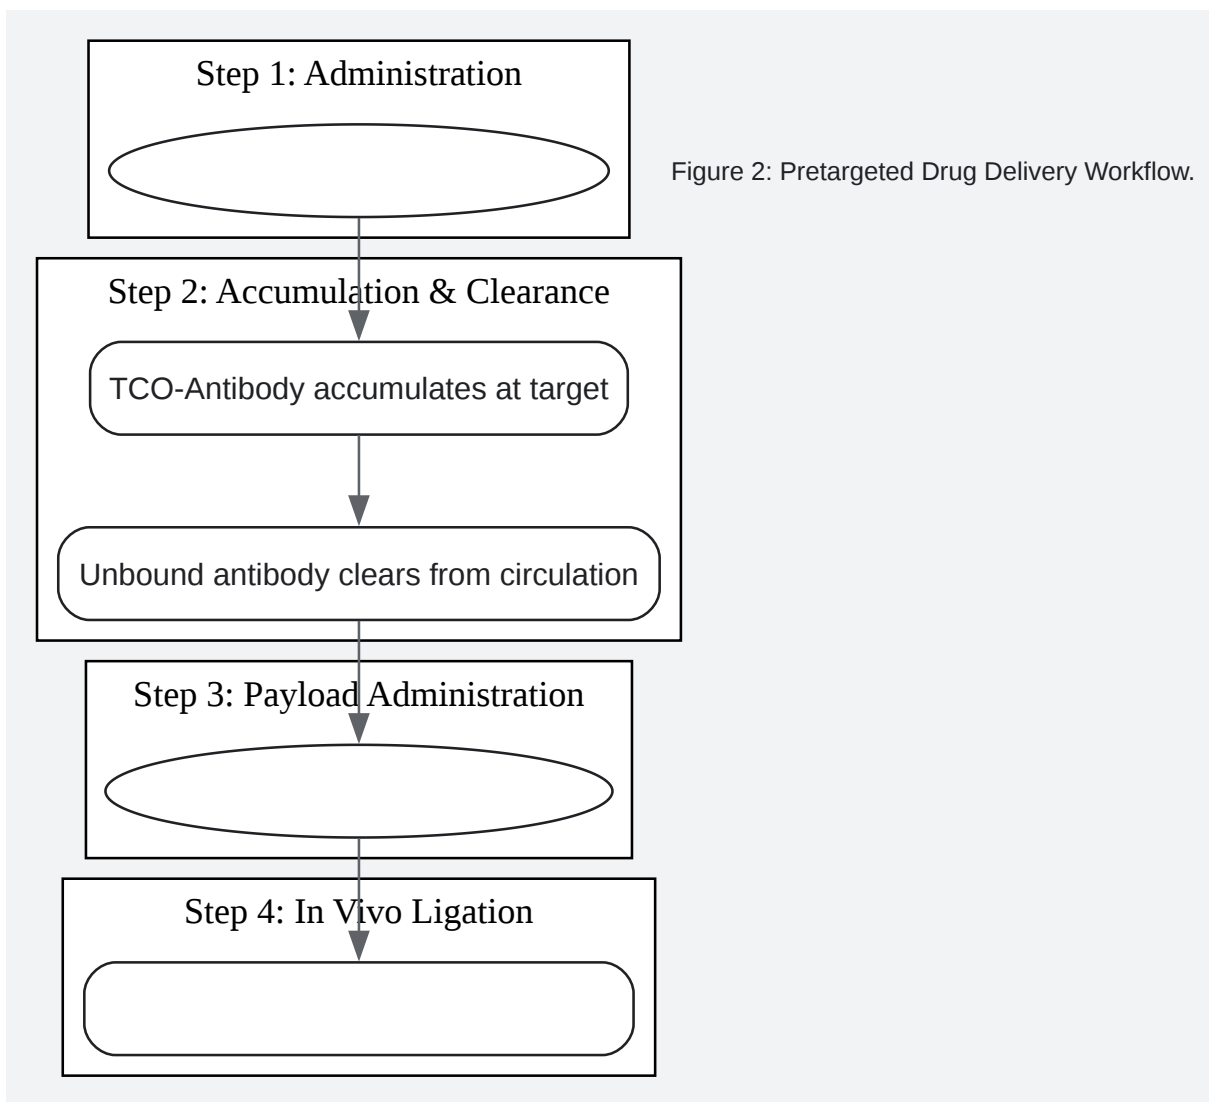 Step 1: Administration
Figure 2: Pretargeted Drug Delivery Workflow.
Step 2: Accumulation & Clearance
TCO-Antibody accumulates at target
Unbound antibody clears from circulation
Step 3: Payload Administration
Step 4: In Vivo Ligation